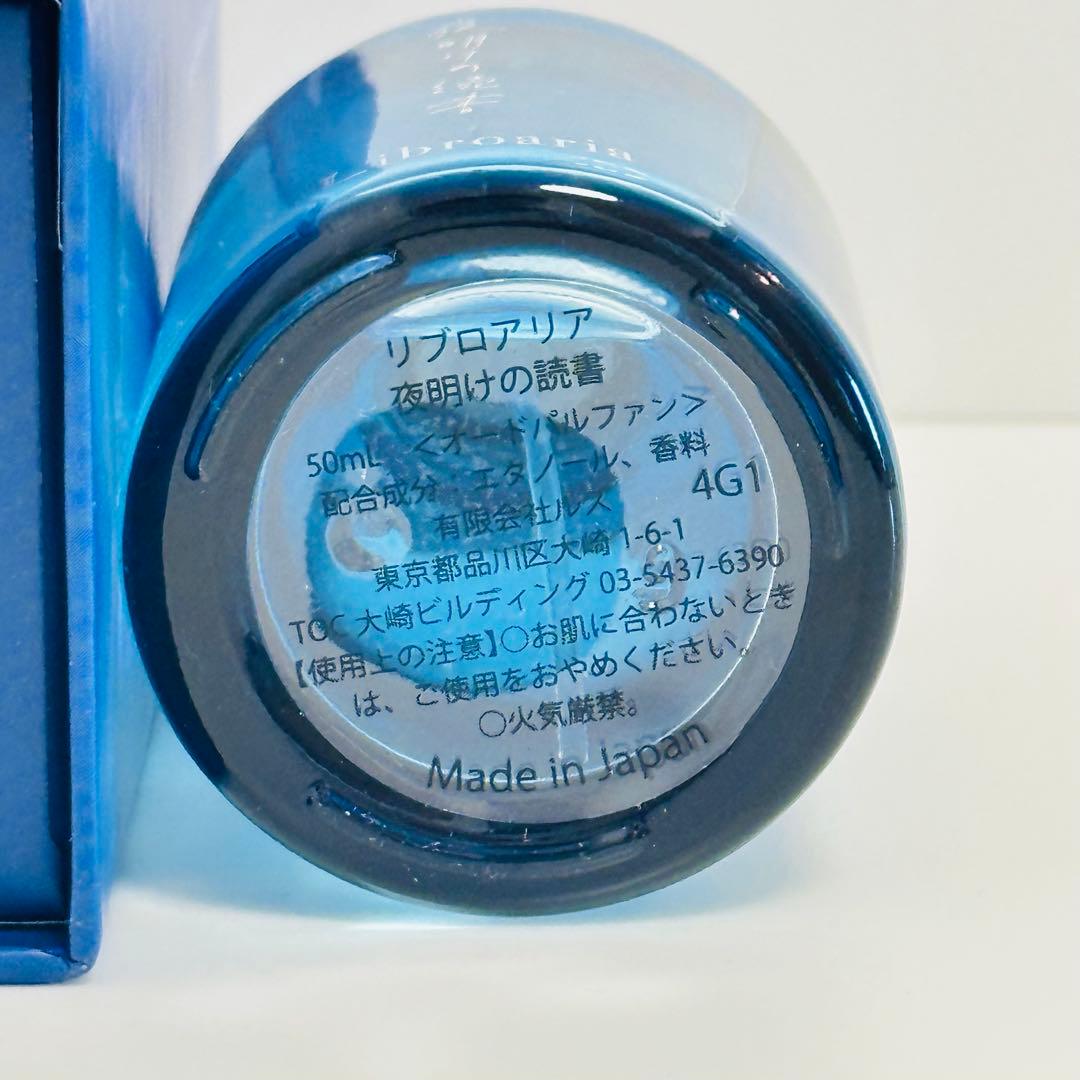 ibroaria
リブロアリア
夜明けの読書
50mL <オードパルファン>
配合成分・エタノール、香料
有限会社ルズ 4G1
東京都品川区大崎 1-6-1
TOC 大崎ビルディング 03-5437-6390
【使用上の注意】○お肌に合わないとき
は、ご使用をおやめください。
○火気厳禁。
Made in Japan